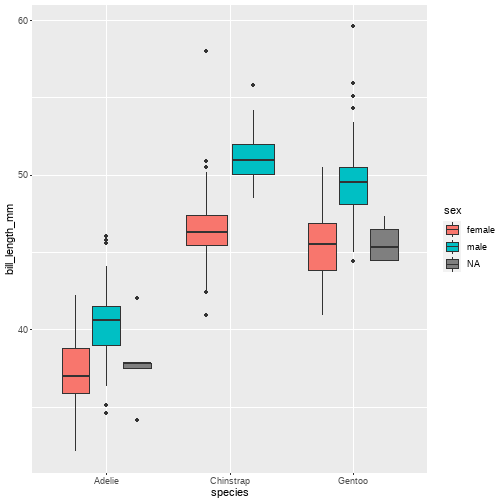 60
50
40
bill_length_mm
Adelie
Chinstrap
Gentoo
species
sex
female
male
NA